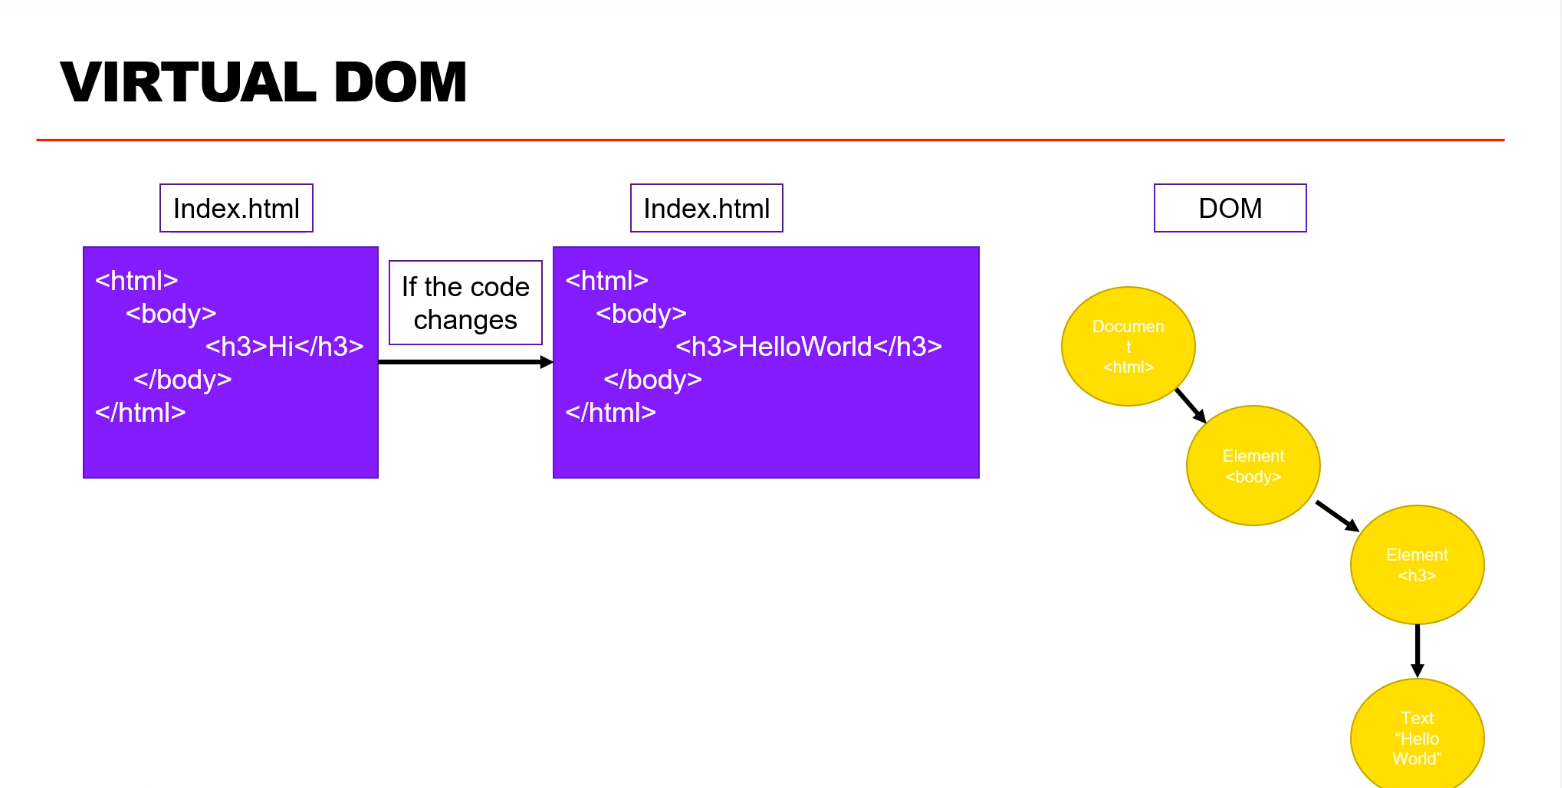 VIRTUAL DOM
Index.html
<html>
<body>
<h3>Hi</h3>
</body>
</html>
If the code
changes
Index.html
<html>
<body>
<h3>HelloWorld</h3>
</body>
</html>
DOM
Documen
t
<html>
Element
<body>
Element
<h3>
Text
“Hello
World”